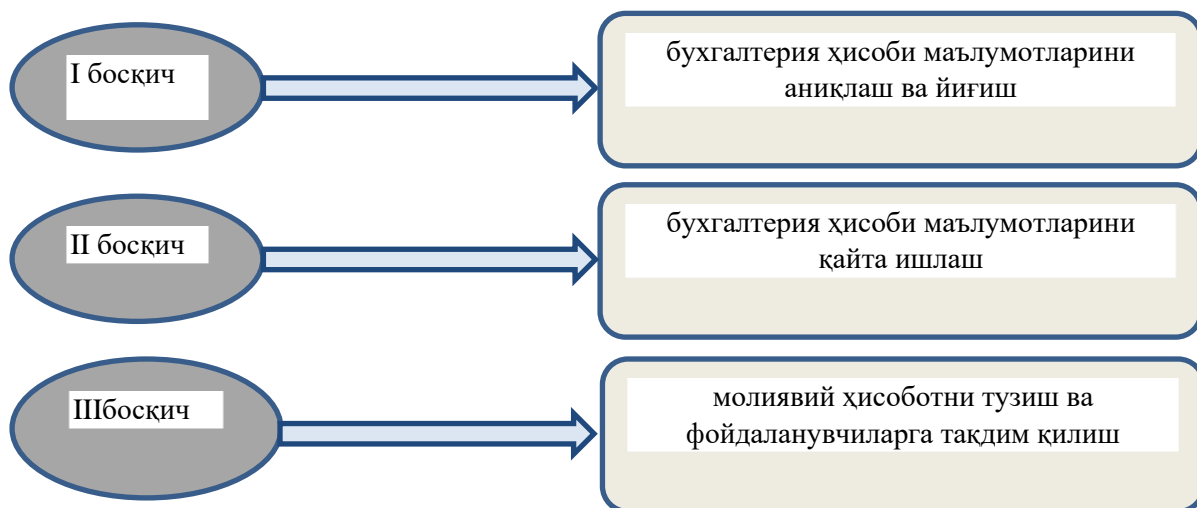 I босқич
бухгалтерия ҳисоби маълумотларини
аниқлаш ва йиғиш
II босқич
бухгалтерия ҳисоби маълумотларини
қайта ишлаш
IIIбосқич
молиявий ҳисоботни тузиш ва
фойдаланувчиларга тақдим қилиш